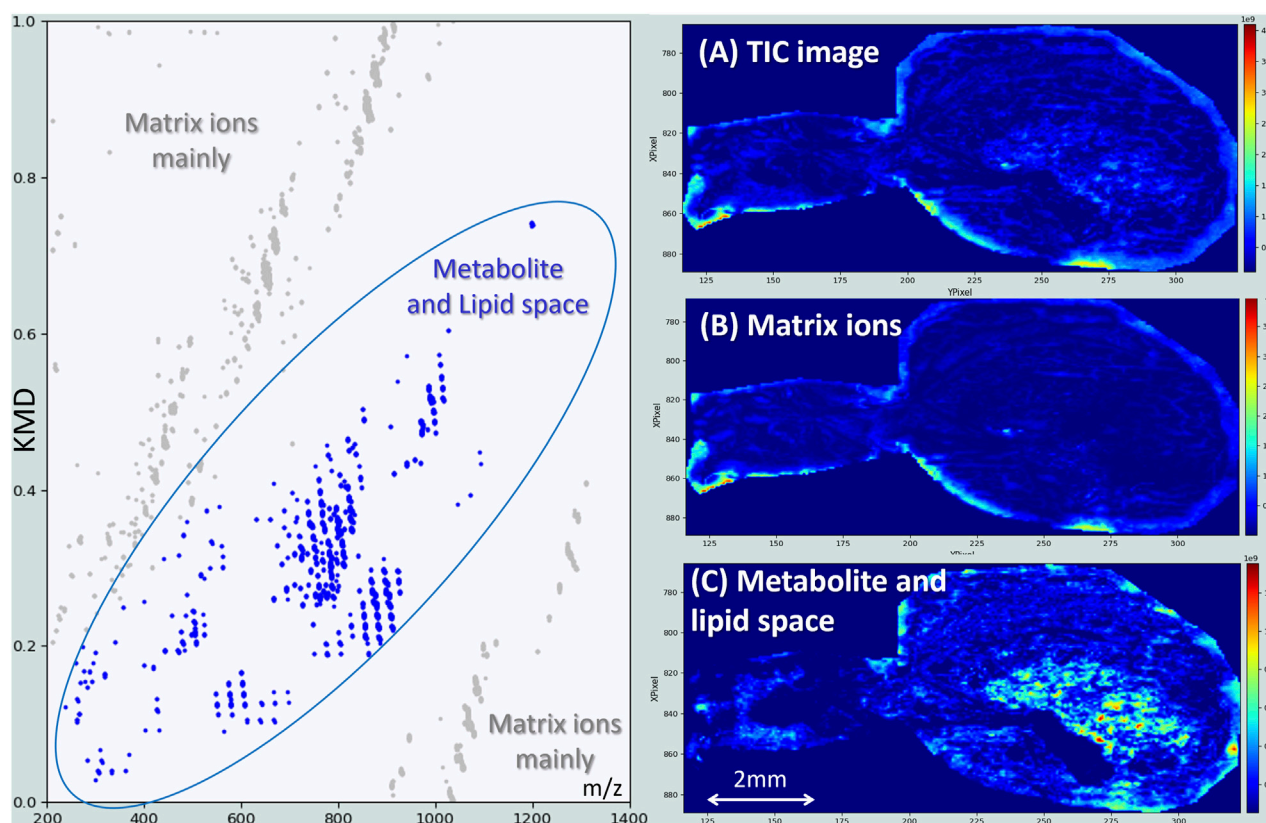 1.0
0.8
0.6
0.4
0.2
0.0
KMD
Matrix ions
mainly
Metabolite
and Lipid space
Matrix ions
mainly
m/z
200 400 600 800 1000 1200 1400
(A) TIC image
1e9
XPixel
780
800
820
840
860
880
125 150 175 200 225 250 275 300
YPixel
(B) Matrix ions
XPixel
780
800
820
840
860
880
125 150 175 200 225 250 275 300
YPixel
(C) Metabolite and
lipid space
XPixel
780
800
820
840
860
880
2mm
125 150 175 200 225 250 275 300